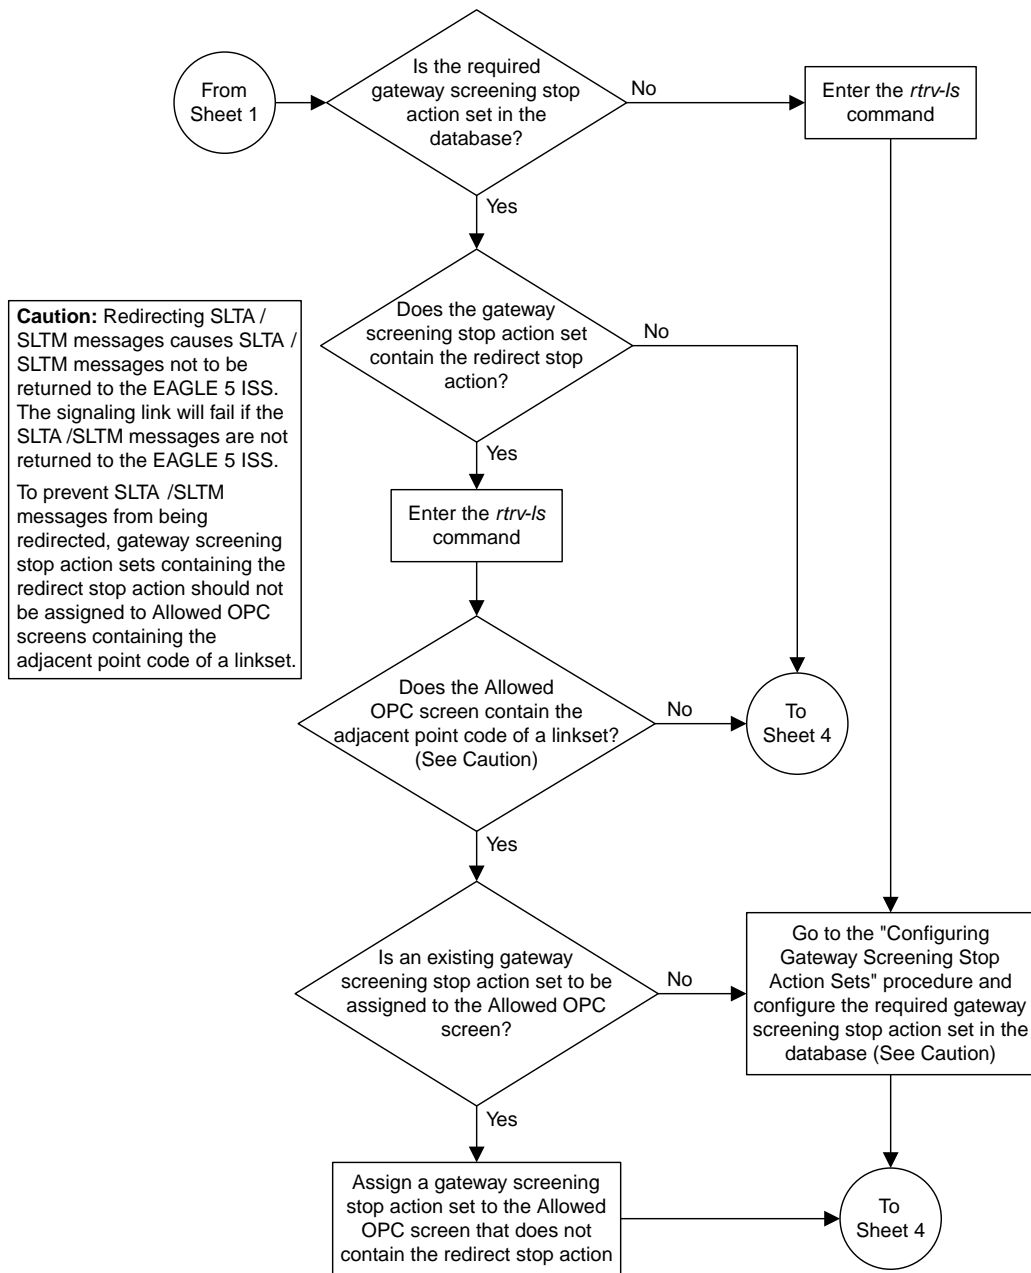 From
Sheet 1
Is the required
gateway screening stop
action set in the
database?
No
Enter the rtrv-ls
command
Yes
Does the gateway
screening stop action set
contain the redirect stop
action?
No
Caution: Redirecting SLTA /
SLTM messages causes SLTA /
SLTM messages not to be
returned to the EAGLE 5 ISS.
The signaling link will fail if the
SLTA /SLTM messages are not
returned to the EAGLE 5 ISS.
To prevent SLTA /SLTM
messages from being
redirected, gateway screening
stop action sets containing the
redirect stop action should not
be assigned to Allowed OPC
screens containing the
adjacent point code of a linkset.
Yes
Enter the rtrv-ls
command
Does the Allowed
OPC screen contain the
adjacent point code of a linkset?
(See Caution)
No
To
Sheet 4
Yes
Is an existing gateway
screening stop action set to be
assigned to the Allowed OPC
screen?
No
Go to the "Configuring
Gateway Screening Stop
Action Sets" procedure and
configure the required gateway
screening stop action set in the
database (See Caution)
Yes
Assign a gateway screening
stop action set to the Allowed
OPC screen that does not
contain the redirect stop action
To
Sheet 4